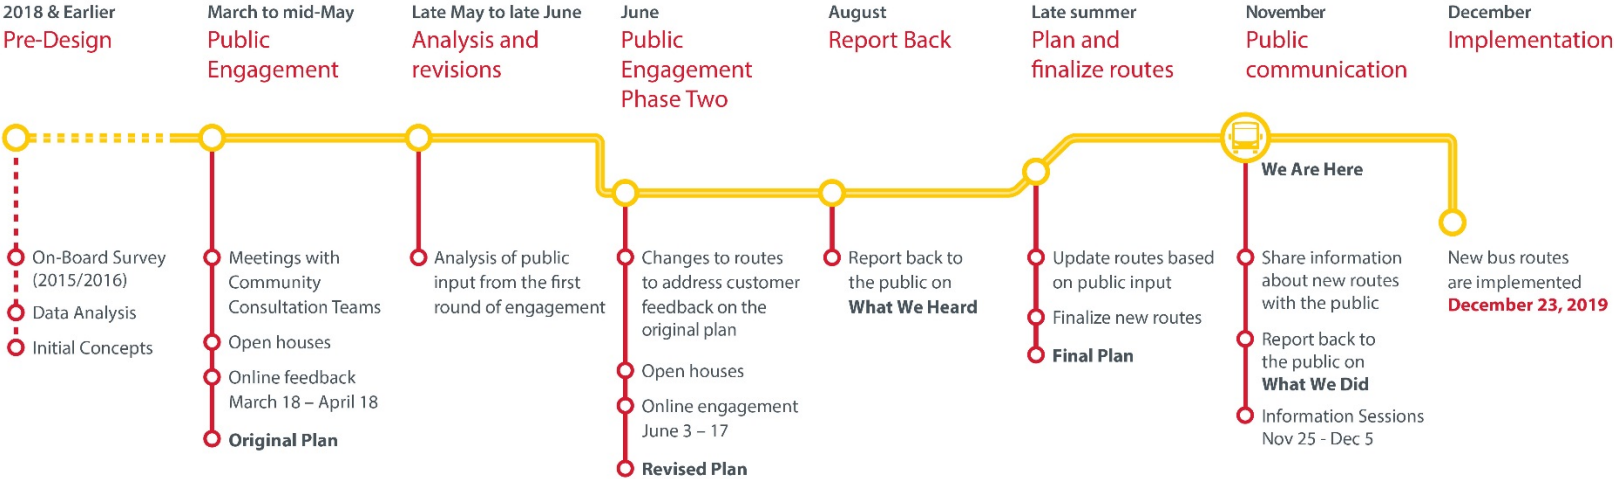 2018 & Earlier
Pre-Design
On-Board Survey
(2015/2016)
Data Analysis
Initial Concepts
March to mid-May
Public
Engagement
Meetings with
Community
Consultation Teams
Open houses
Online feedback
March 18 – April 18
Original Plan
Late May to late June
Analysis and
revisions
Analysis of public
input from the first
round of engagement
June
Public
Engagement
Phase Two
Changes to routes
to address customer
feedback on the
original plan
Open houses
Online engagement
June 3 – 17
Revised Plan
August
Report Back
Report back to
the public on
What We Heard
Late summer
Plan and
finalize routes
Update routes based
on public input
Finalize new routes
Final Plan
November
Public
communication
We Are Here
Share information
about new routes
with the public
Report back to
the public on
What We Did
Information Sessions
Nov 25 - Dec 5
December
Implementation
New bus routes
are implemented
December 23, 2019